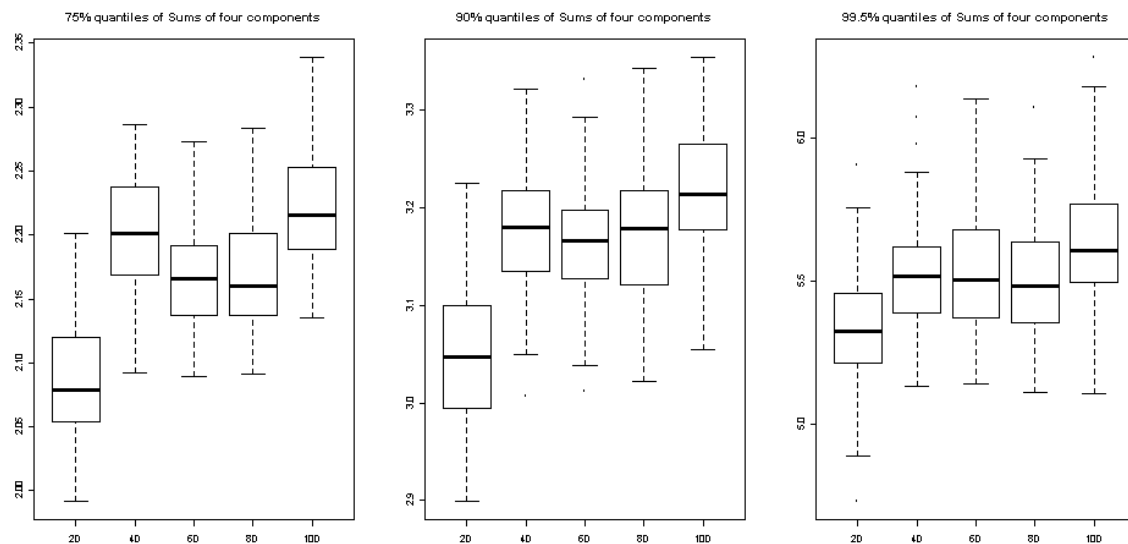 75% quantiles of Sums of four components
2.35
2.30
2.25
2.20
2.15
2.10
2.05
2.00
20 40 60 80 100
90% quantiles of Sums of four components
3.3
3.2
3.1
3.0
2.9
20 40 60 80 100
99.5% quantiles of Sums of four components
6.0
5.5
5.0
20 40 60 80 100